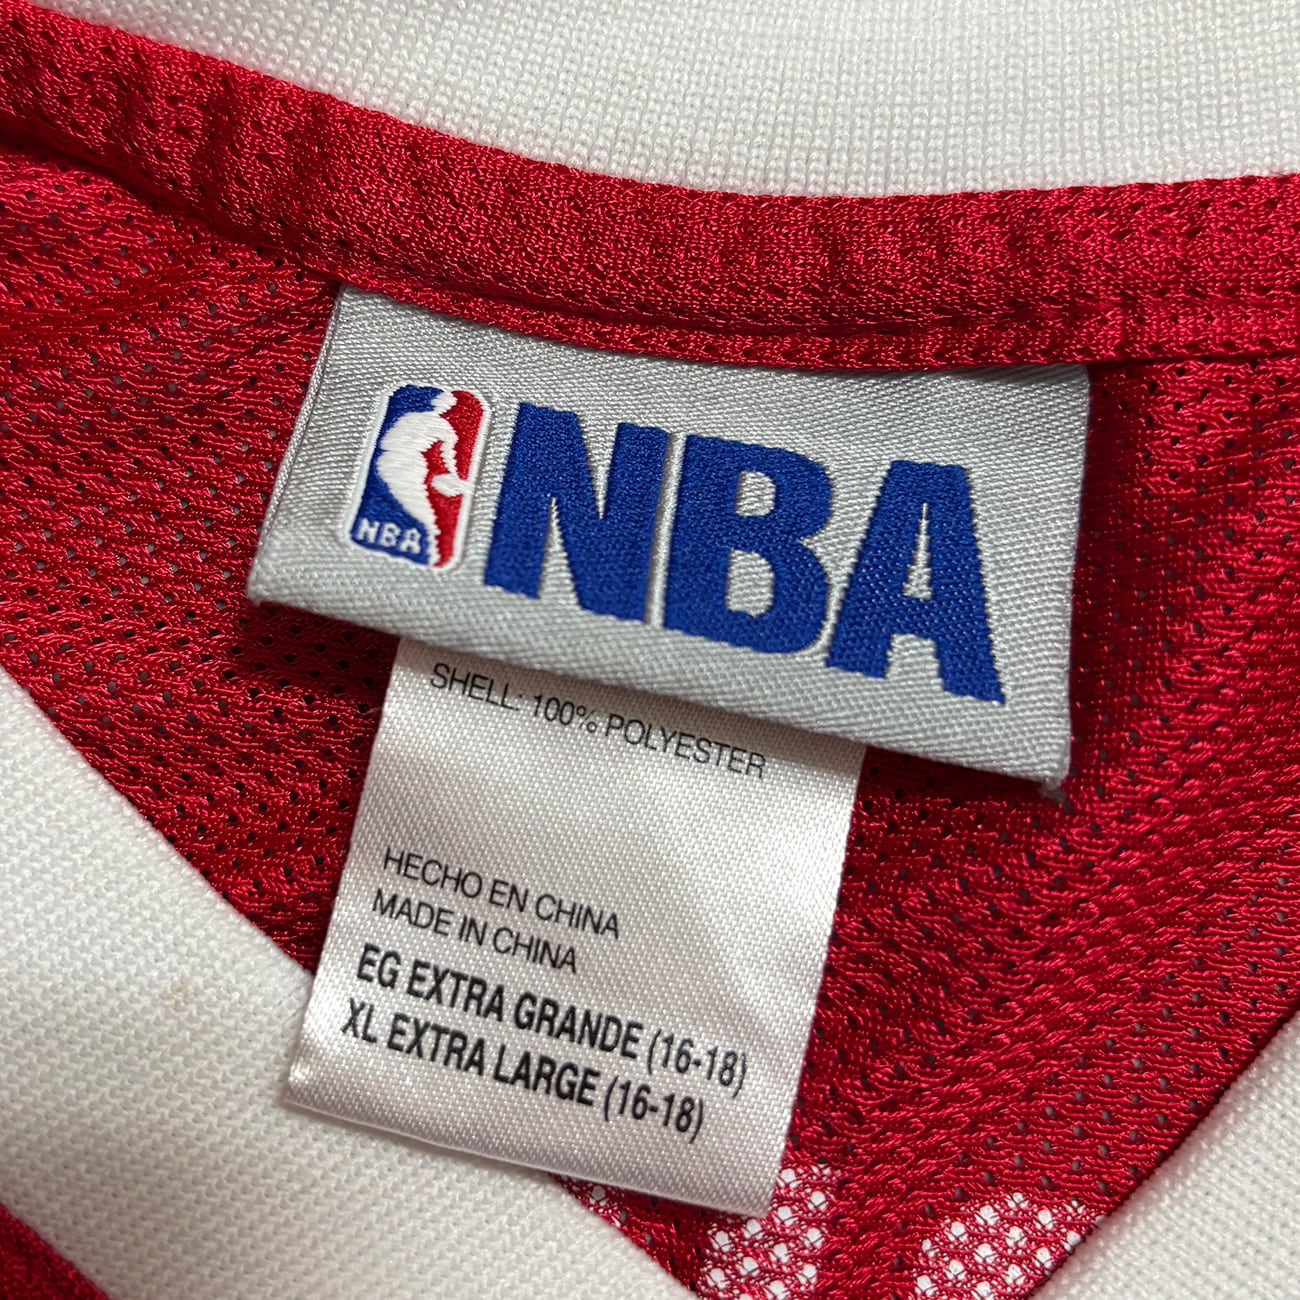 NBA
NBA
SHELL: 100% POLYESTER
HECHO EN CHINA
MADE IN CHINA
EG EXTRA GRANDE (16-18)
XL EXTRA LARGE (16-18)